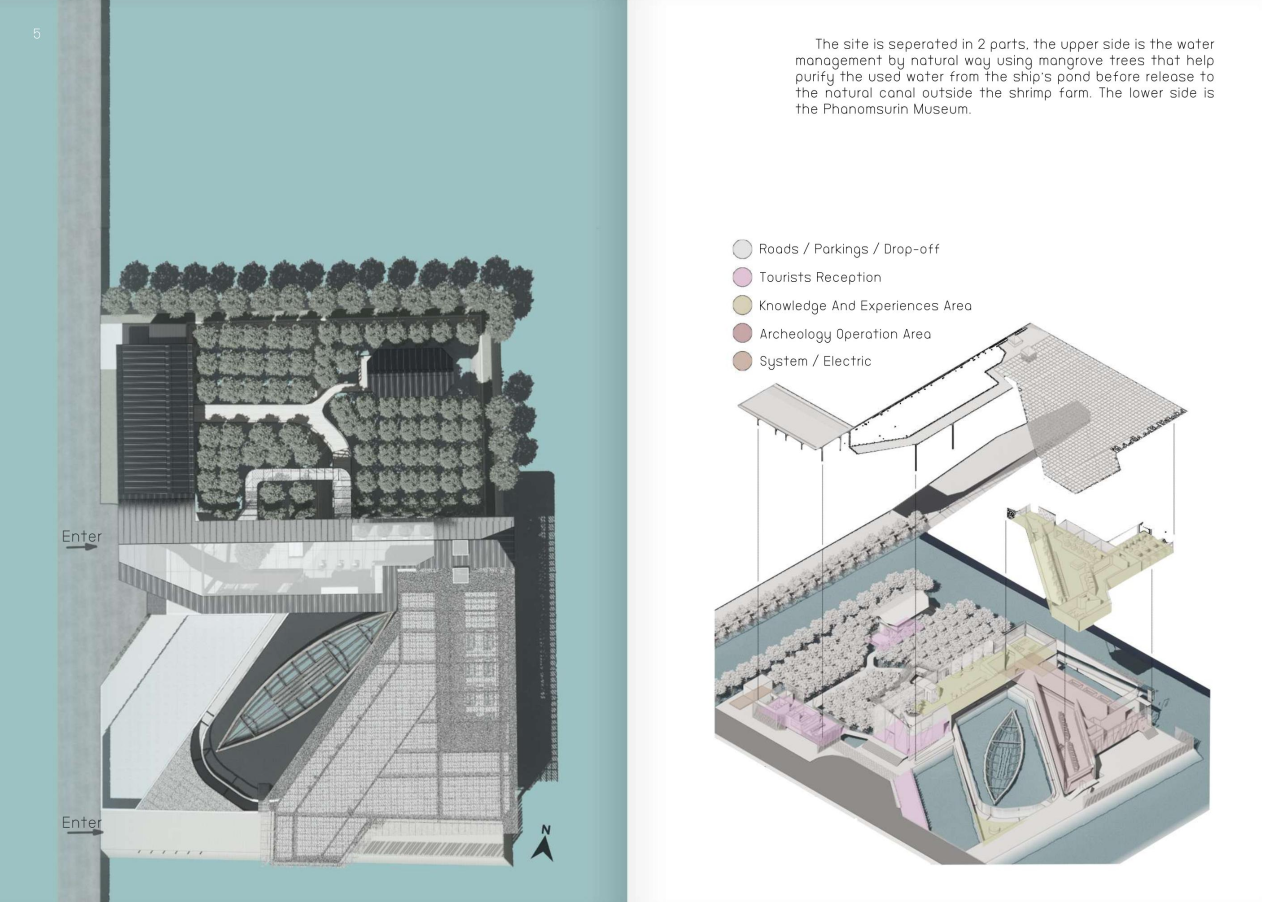 5
Enter
Enter
N
The site is seperated in 2 parts, the upper side is the water
management by natural way using mangrove trees that help
purify the used water from the ship's pond before release to
the natural canal outside the shrimp farm. The lower side is
the Phanomsurin Museum.
Roads / Parkings / Drop-off
Tourists Reception
Knowledge And Experiences Area
Archeology Operation Area
System / Electric